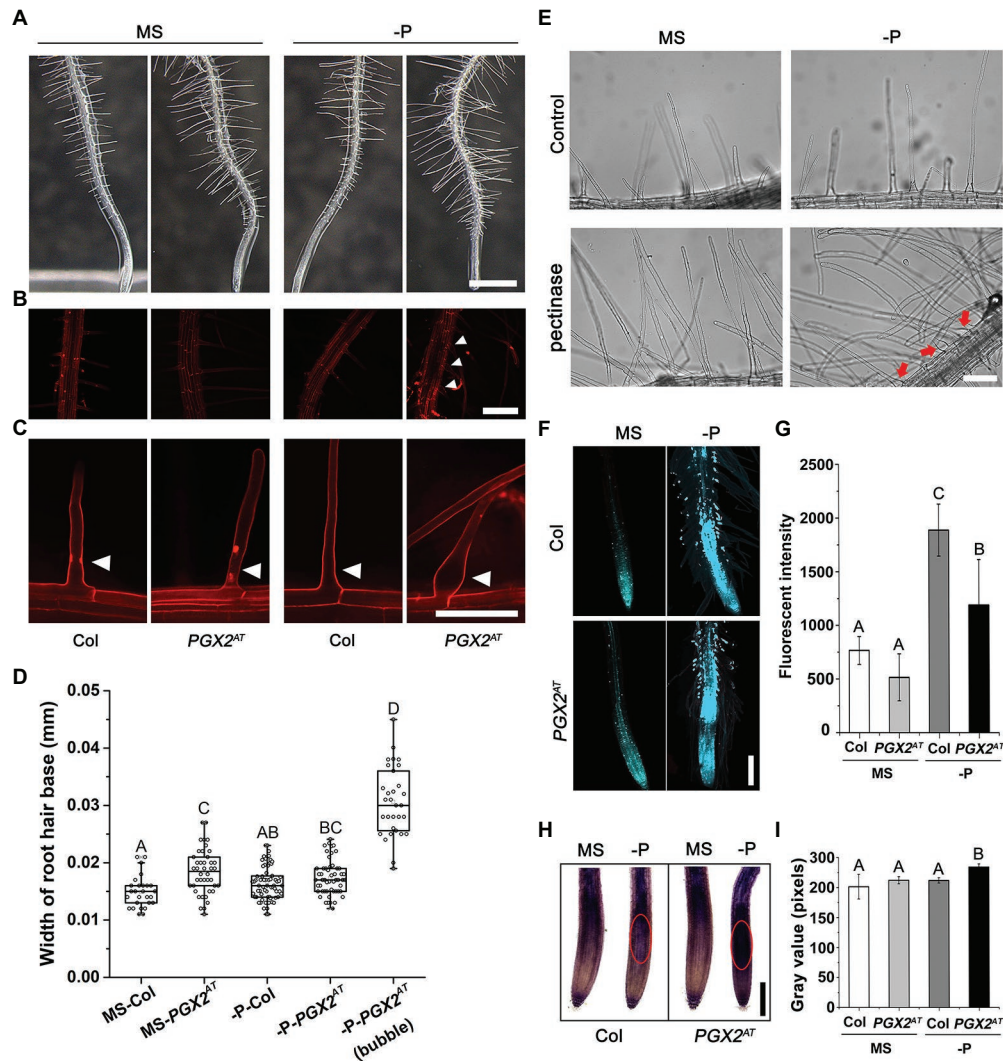 A
MS
-P
B
C
Col
PGX2AT
Col
PGX2AT
D
Width of root hair base (mm)
0.05
0.04
0.03
0.02
0.01
0.00
A
C
AB
BC
D
MS-Col
MS-PGX2AT
-P-Col
-P-PGX2AT
-P-PGX2AT
(bubble)
E
MS
-P
Control
pectinase
F
MS
-P
Col
PGX2AT
G
Fluorescent intensity
2500
2000
1500
1000
500
0
A
A
C
B
Col
PGX2AT
Col
PGX2AT
MS
-P
H
MS
-P
MS
-P
Col
PGX2AT
I
Gray value (pixels)
300
250
200
150
100
50
0
A
A
A
B
Col
PGX2AT
Col
PGX2AT
MS
-P